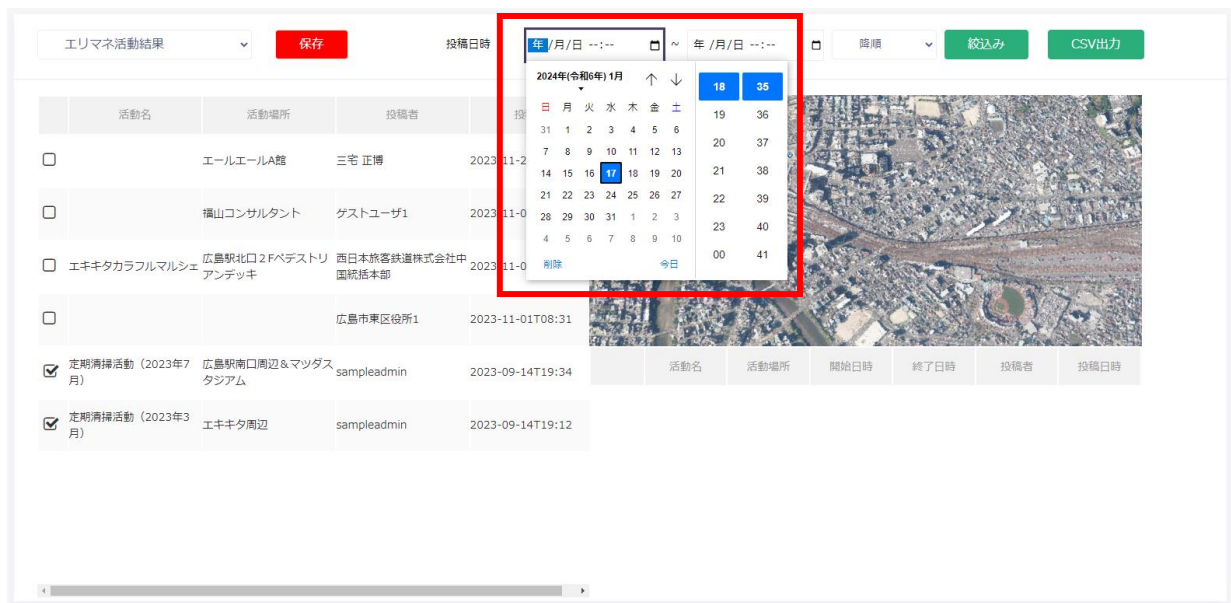 エリマネ活動結果 保存 投稿日時 年/月/日 --:-- ~ 年/月/日 --:-- 降順 絞込み CSV出力
2024年(令和6年) 1月
日 月 火 水 木 金 土
31 1 2 3 4 5 6
7 8 9 10 11 12 13
14 15 16 17 18 19 20
21 22 23 24 25 26 27
28 29 30 31 1 2 3
4 5 6 7 8 9 10
削除 今日
18 35
19 36
20 37
21 38
22 39
23 40
00 41
活動名 活動場所 投稿者 投
エールエールA館 三宅 正博 2023-11-2
福山コンサルタント ゲストユーザ1 2023-11-0
エキキタカラフルマルシェ 広島駅北口２Fペデストリ 西日本旅客鉄道株式会社中 2023-11-0
アンデッキ 国統括本部
広島市東区役所1 2023-11-01T08:31
定期清掃活動（2023年7 広島駅南口周辺&マツダス sampleadmin 2023-09-14T19:34
月） タジアム
定期清掃活動（2023年3 エキキタ周辺 sampleadmin 2023-09-14T19:12
月）
活動名 活動場所 開始日時 終了日時 投稿者 投稿日時